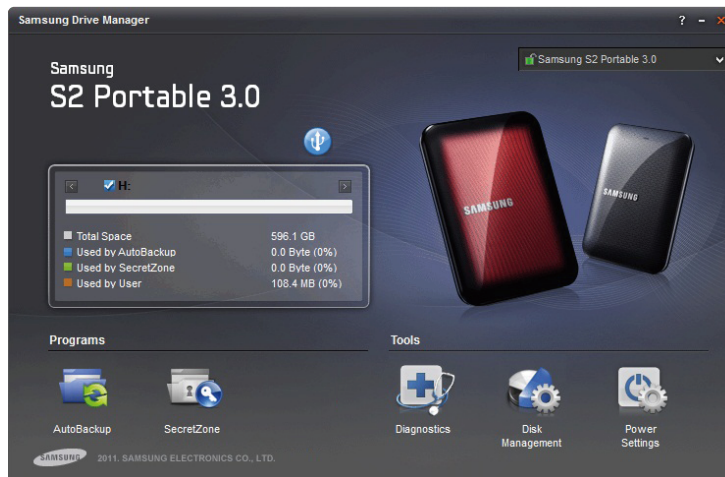 Samsung Drive Manager
? –
Samsung S2 Portable 3.0
Samsung
S2 Portable 3.0
H:
Total Space 596.1 GB
Used by AutoBackup 0.0 Byte (0%)
Used by SecretZone 0.0 Byte (0%)
Used by User 108.4 MB (0%)
SAMSUNG
SAMSUNG
Programs
Tools
AutoBackup
SecretZone
Diagnostics
Disk
Management
Power
Settings
SAMSUNG 2011. SAMSUNG ELECTRONICS CO., LTD.